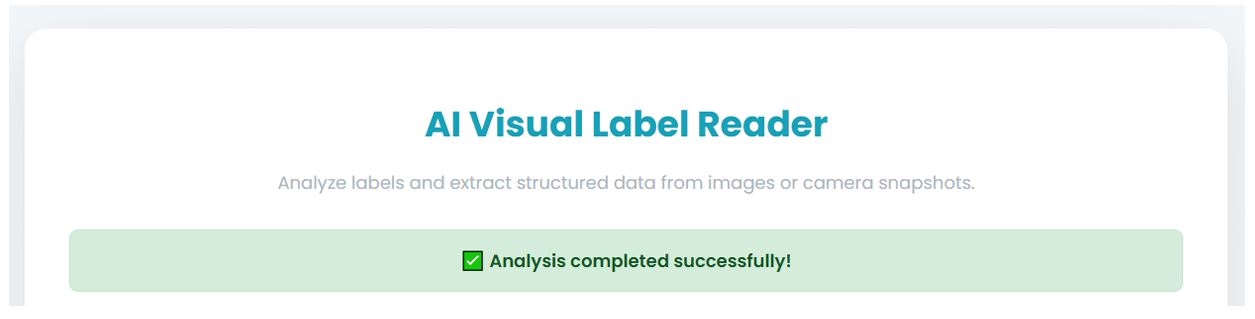 AI Visual Label Reader
Analyze labels and extract structured data from images or camera snapshots.
✅ Analysis completed successfully!